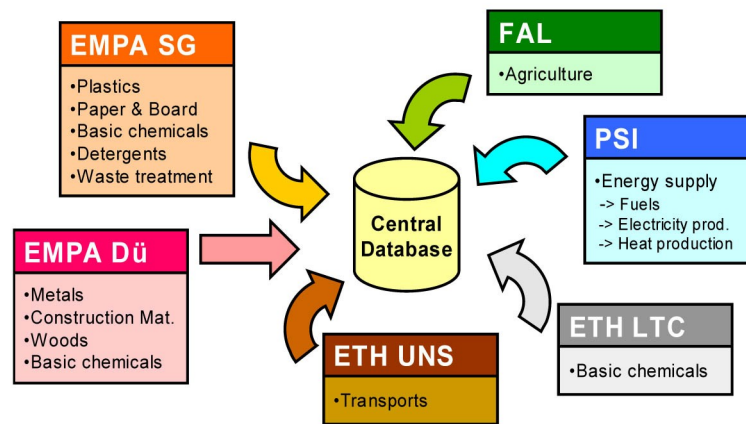 EMPA SG
•Plastics
•Paper & Board
•Basic chemicals
•Detergents
•Waste treatment
FAL
•Agriculture
PSI
•Energy supply
-> Fuels
-> Electricity prod.
-> Heat production
Central
Database
EMPA Dü
•Metals
•Construction Mat.
•Woods
•Basic chemicals
ETH UNS
•Transports
ETH LTC
•Basic chemicals